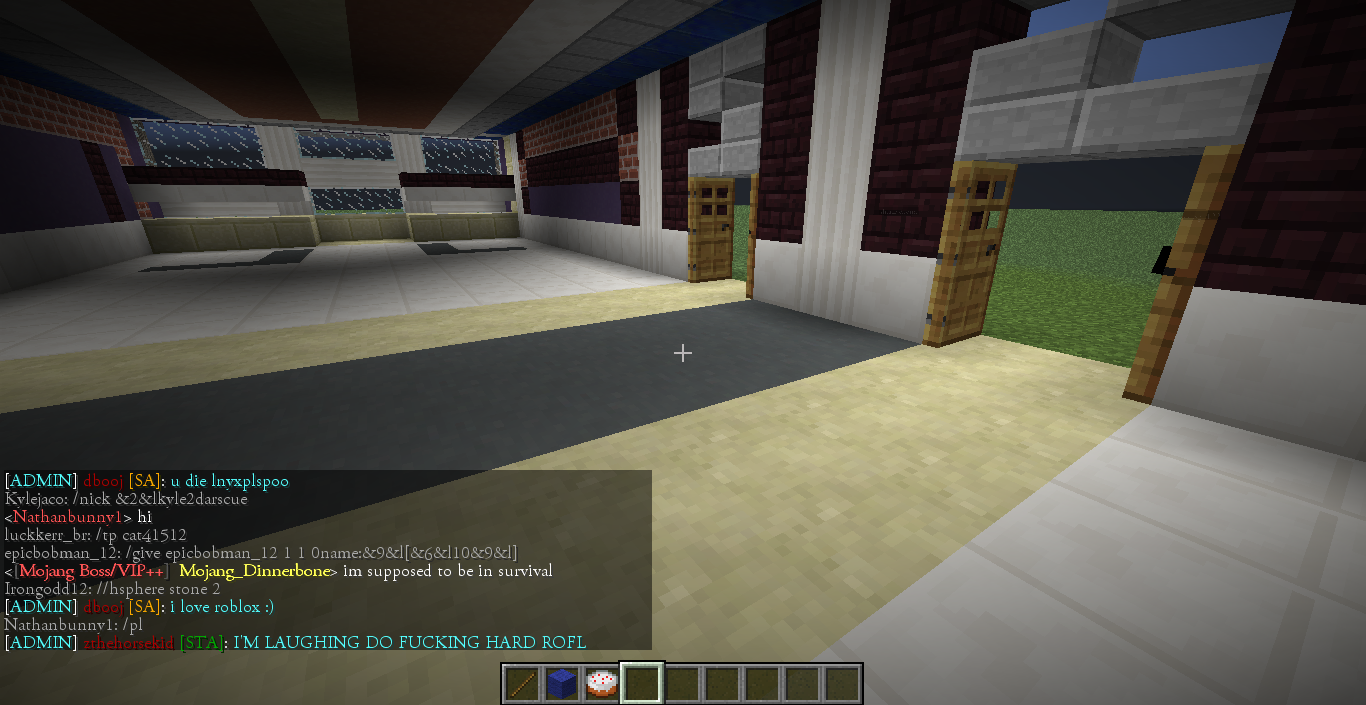 [ADMIN] dbooj [SA]: u die lnyxplspoo
Kylejaco: /nick &2&lkyle2darscue
<Nathanbunny1> hi
luckkerr_br: /tp cat41512
epicbobman_12: /give epicbobman_12 1 1 0name:&9&l[&6&l10&9&l]
<[Mojang Boss/VIP++] Mojang_Dinnerbone> im supposed to be in survival
Irongodd12: //hsphere stone 2
[ADMIN] dbooj [SA]: i love roblox :)
Nathanbunny1: /pl
[ADMIN] zthehorsekid [STA]: I'M LAUGHING DO FUCKING HARD ROFL